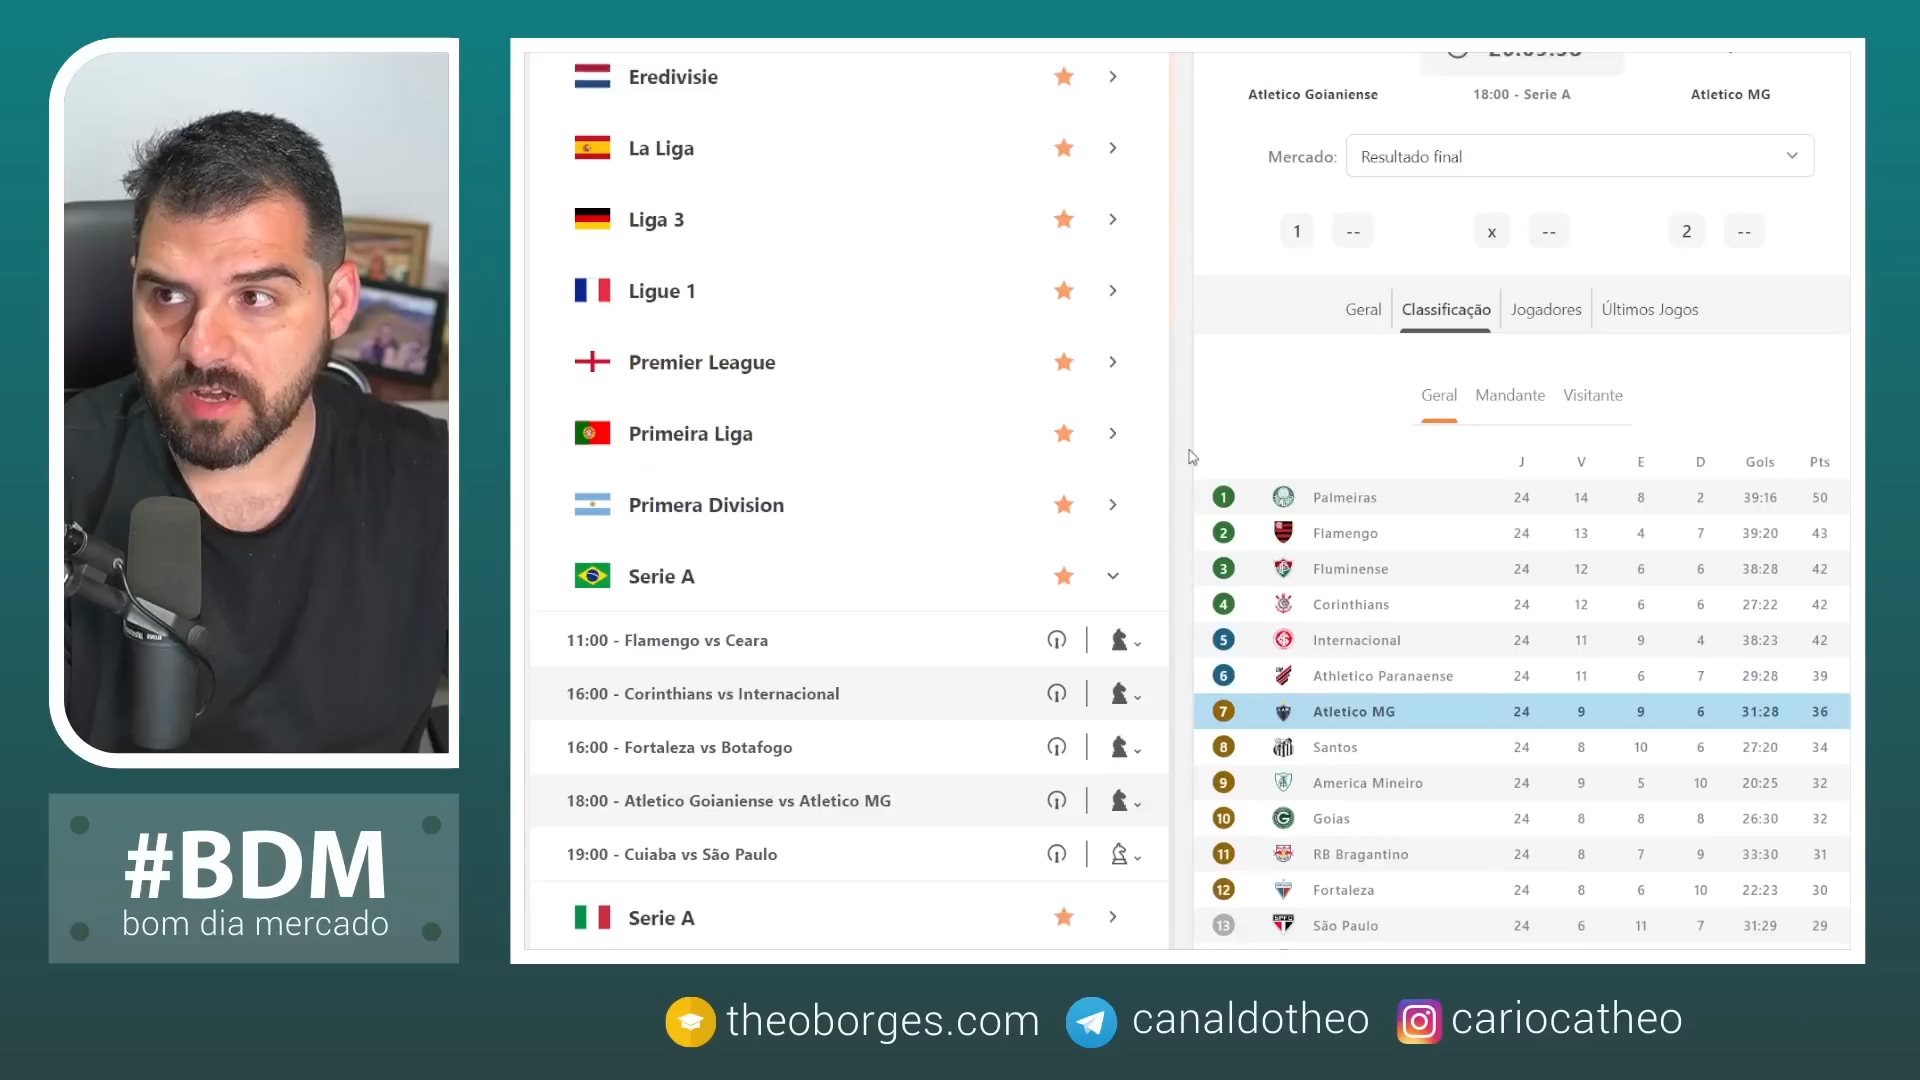 Eredivisie
La Liga
Liga 3
Ligue 1
Premier League
Primeira Liga
Primera Division
Serie A
11:00 - Flamengo vs Ceara
16:00 - Corinthians vs Internacional
16:00 - Fortaleza vs Botafogo
18:00 - Atletico Goianiense vs Atletico MG
19:00 - Cuiaba vs São Paulo
Serie A
Atletico Goianiense 18:00 - Serie A Atletico MG
Mercado: Resultado final
1 -- x -- 2 --
Geral Classificação Jogadores Últimos Jogos
Geral Mandante Visitante
J V E D Gols Pts
1 Palmeiras 24 14 8 2 39:16 50
2 Flamengo 24 13 4 7 39:20 43
3 Fluminense 24 12 6 6 38:28 42
4 Corinthians 24 12 6 6 27:22 42
5 Internacional 24 11 9 4 38:23 42
6 Athletico Paranaense 24 11 6 7 29:28 39
7 Atletico MG 24 9 9 6 31:28 36
8 Santos 24 8 10 6 27:20 34
9 America Mineiro 24 9 5 10 20:25 32
10 Goias 24 8 8 8 26:30 32
11 RB Bragantino 24 8 7 9 33:30 31
12 Fortaleza 24 8 6 10 22:23 30
13 São Paulo 24 6 11 7 31:29 29
#BDM
bom dia mercado
theoborges.com canaldotheo cariocatheo